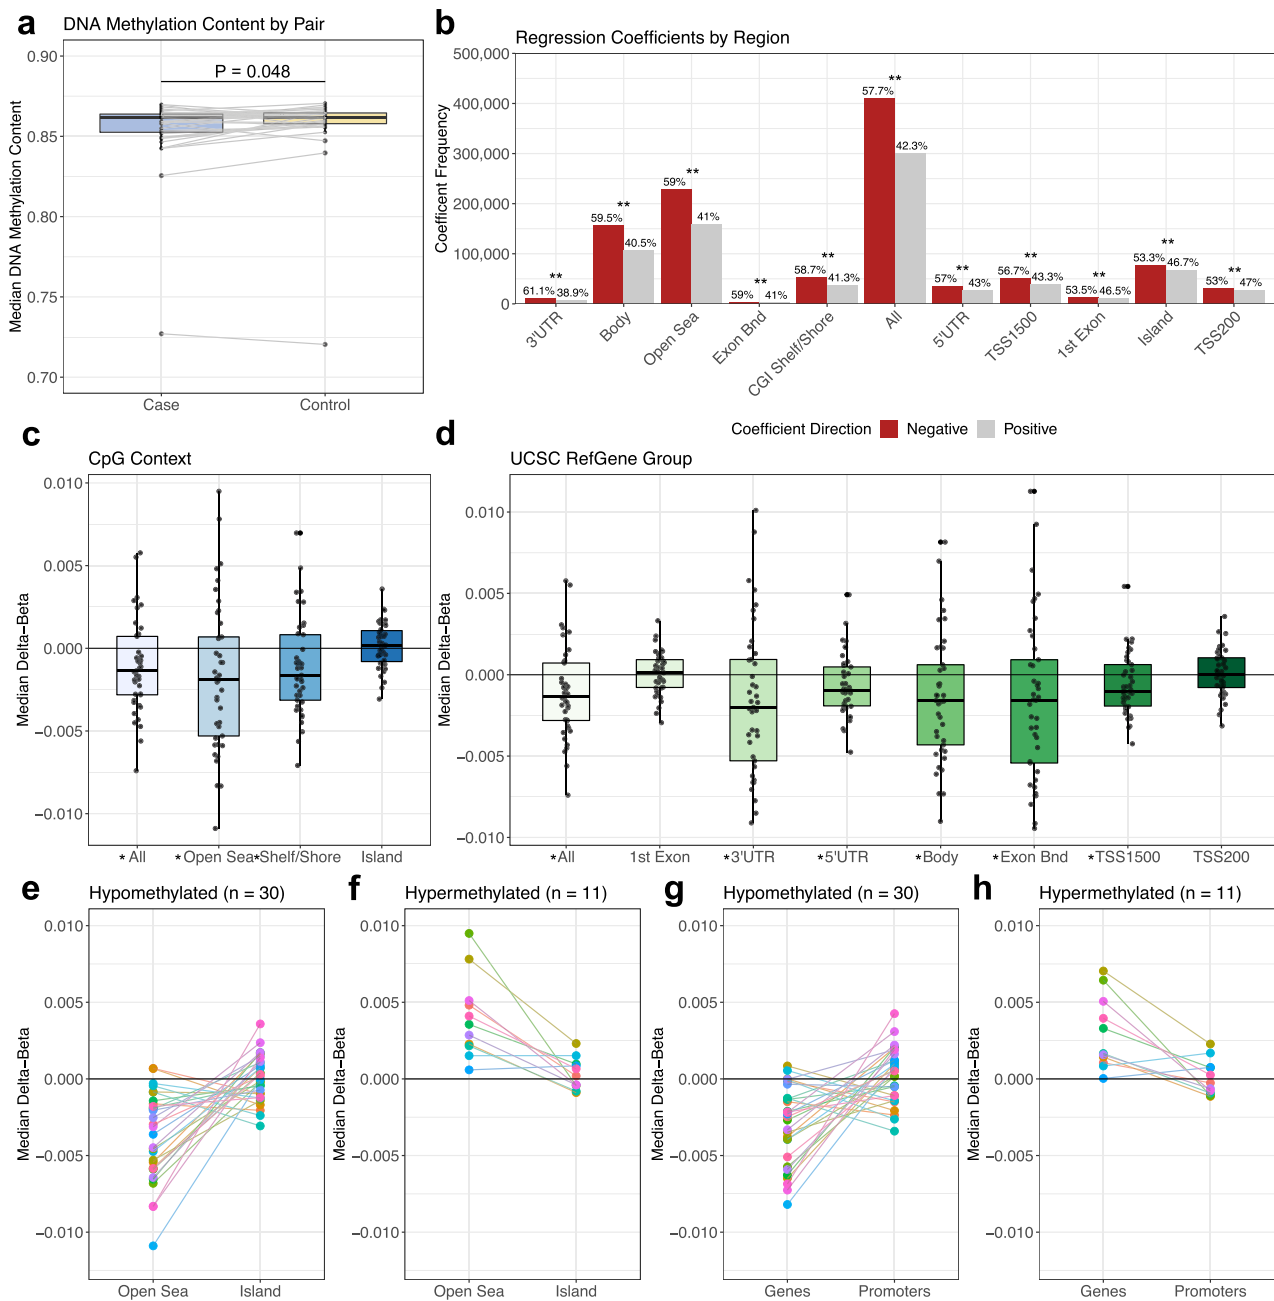 a
DNA Methylation Content by Pair
Median DNA Methylation Content
0.90
0.85
0.80
0.75
0.70
P = 0.048
Case
Control
b
Regression Coefficients by Region
Coefficent Frequency
500,000
400,000
300,000
200,000
100,000
0
61.1%
38.9%
**
59.5%
40.5%
**
59%
41%
**
59%
41%
**
58.7%
41.3%
**
57.7%
42.3%
**
57%
43%
**
56.7%
43.3%
**
53.5%
46.5%
**
53.3%
46.7%
**
53%
47%
**
3'UTR
Body
Open Sea
Exon Bnd
CGI Shelf/Shore
All
5'UTR
TSS1500
1st Exon
Island
TSS200
Coefficient Direction
Negative
Positive
c
CpG Context
Median Delta−Beta
0.010
0.005
0.000
−0.005
−0.010
* All
*Open Sea
*Shelf/Shore
Island
d
UCSC RefGene Group
Median Delta−Beta
0.010
0.005
0.000
−0.005
−0.010
*All
1st Exon
*3'UTR
*5'UTR
*Body
*Exon Bnd
*TSS1500
TSS200
e
Hypomethylated (n = 30)
Median Delta−Beta
0.010
0.005
0.000
−0.005
−0.010
Open Sea
Island
f
Hypermethylated (n = 11)
Median Delta−Beta
0.010
0.005
0.000
−0.005
−0.010
Open Sea
Island
g
Hypomethylated (n = 30)
Median Delta−Beta
0.010
0.005
0.000
−0.005
−0.010
Genes
Promoters
h
Hypermethylated (n = 11)
Median Delta−Beta
0.010
0.005
0.000
−0.005
−0.010
Genes
Promoters